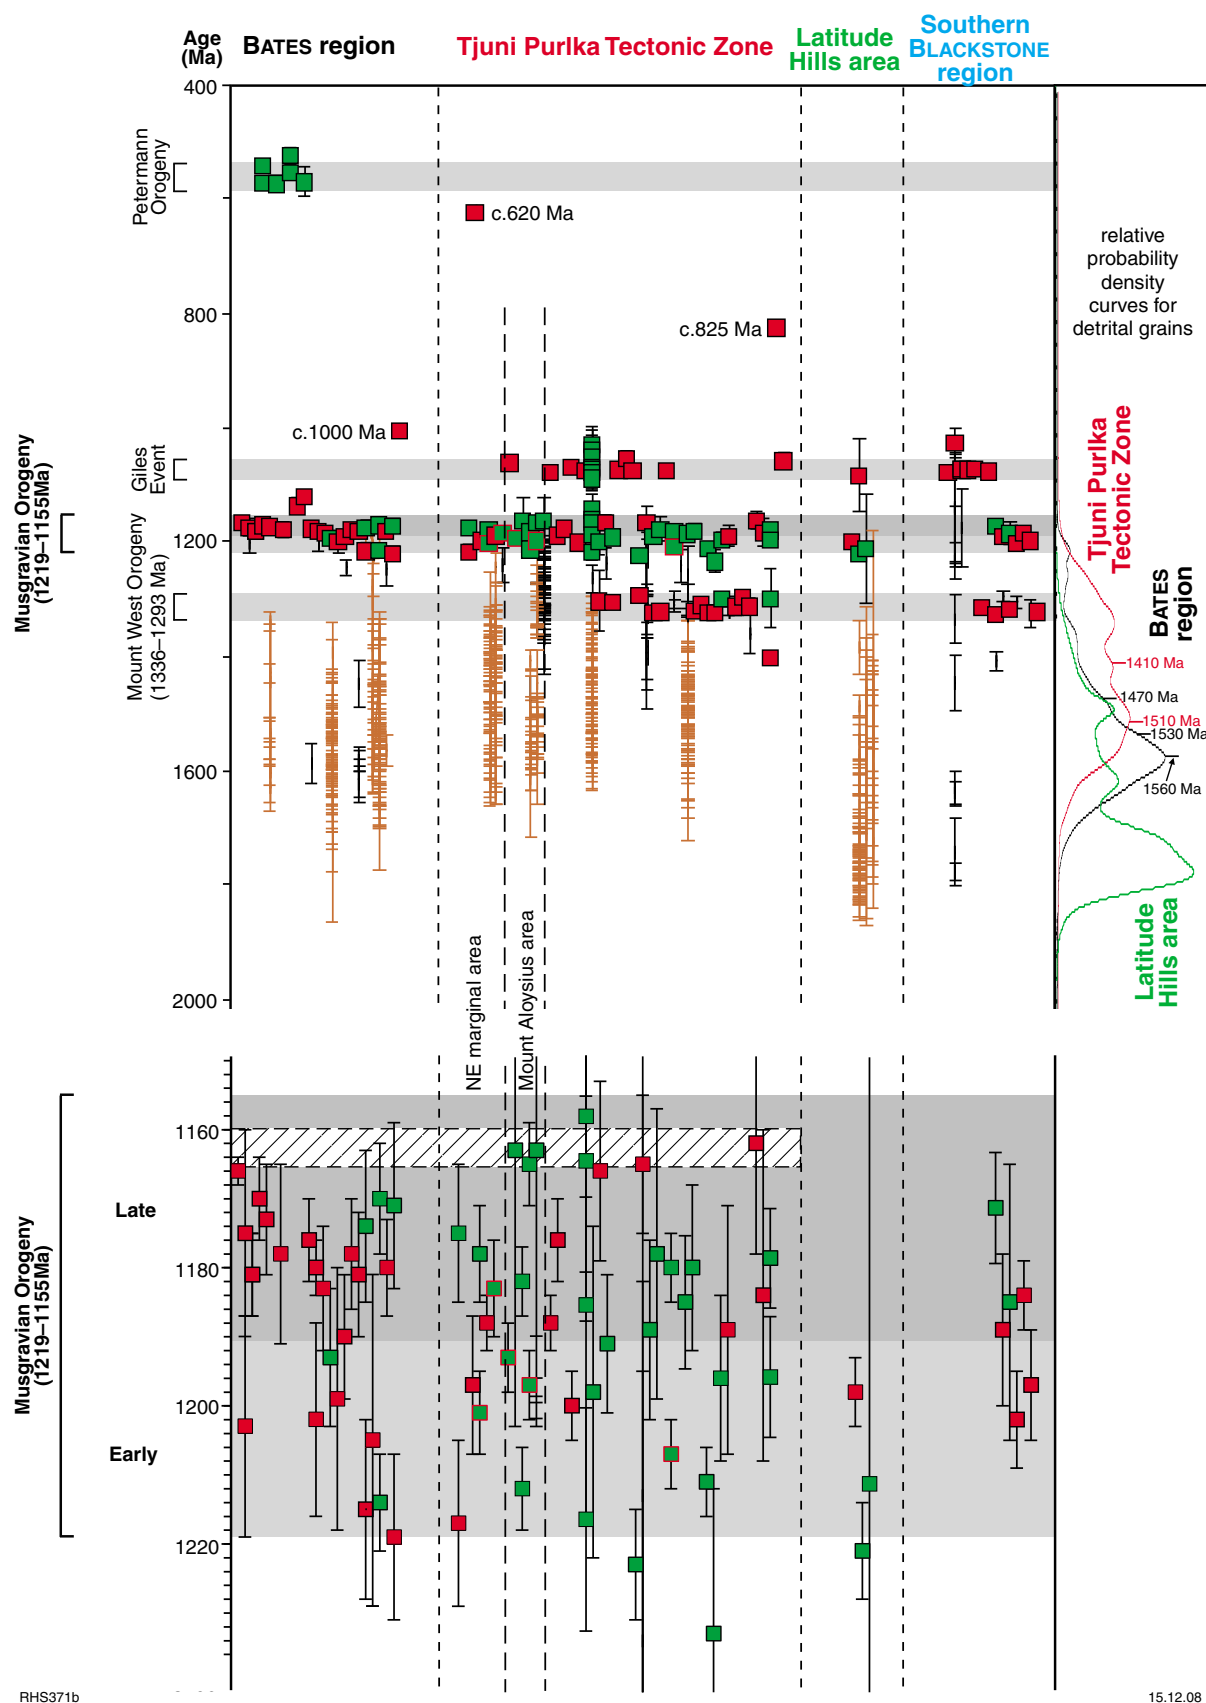 Age
(Ma)
BATES region
Tjuni Purlka Tectonic Zone
Latitude
Hills area
Southern
BLACKSTONE
region
400
800
1200
1600
2000
Petermann
Orogeny
Giles
Event
Musgravian Orogeny
(1219–1155Ma)
Mount West Orogeny
(1336–1293 Ma)
c.620 Ma
c.825 Ma
c.1000 Ma
relative
probability
density
curves for
detrital grains
Tjuni Purlka
Tectonic Zone
BATES
region
1410 Ma
1470 Ma
1510 Ma
1530 Ma
1560 Ma
Latitude
Hills area
NE marginal area
Mount Aloysius area
1160
1180
1200
1220
Late
Early
Musgravian Orogeny
(1219–1155Ma)
RHS371b
15.12.08